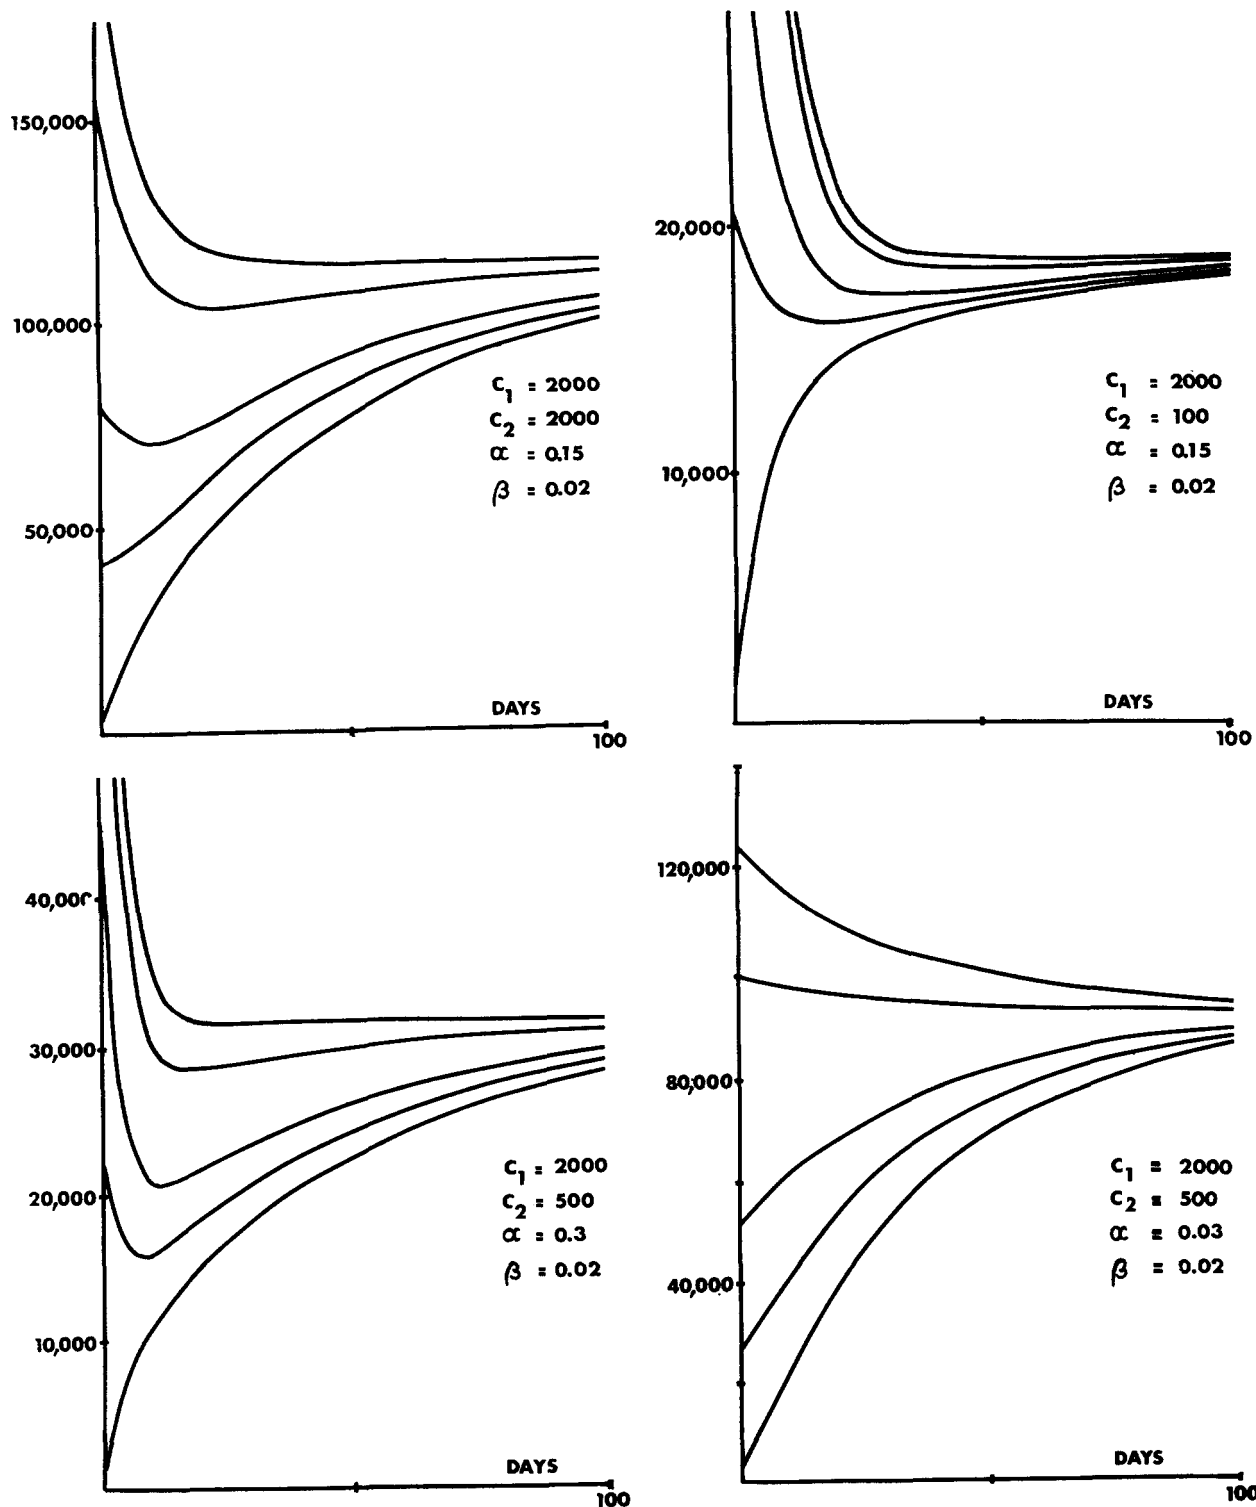 150,000
100,000
50,000
C1 = 2000
C2 = 2000
α = 0.15
β = 0.02
DAYS
100
20,000
10,000
C1 = 2000
C2 = 100
α = 0.15
β = 0.02
DAYS
100
40,000
30,000
20,000
10,000
C1 = 2000
C2 = 500
α = 0.3
β = 0.02
DAYS
100
120,000
80,000
40,000
C1 = 2000
C2 = 500
α = 0.03
β = 0.02
DAYS
100